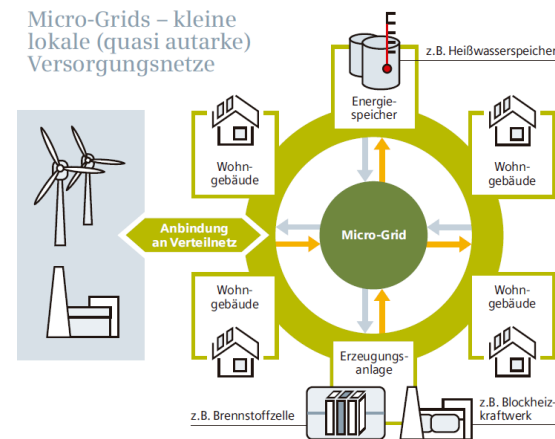 Micro-Grids – kleine
lokale (quasi autarke)
Versorgungsnetze
z.B. Heißwasserspeicher
Energie-
speicher
Wohn-
gebäude
Wohn-
gebäude
Anbindung
an Verteilnetz
Micro-Grid
Wohn-
gebäude
Wohn-
gebäude
Erzeugungs-
anlage
z.B. Brennstoffzelle
z.B. Blockheiz-
kraftwerk